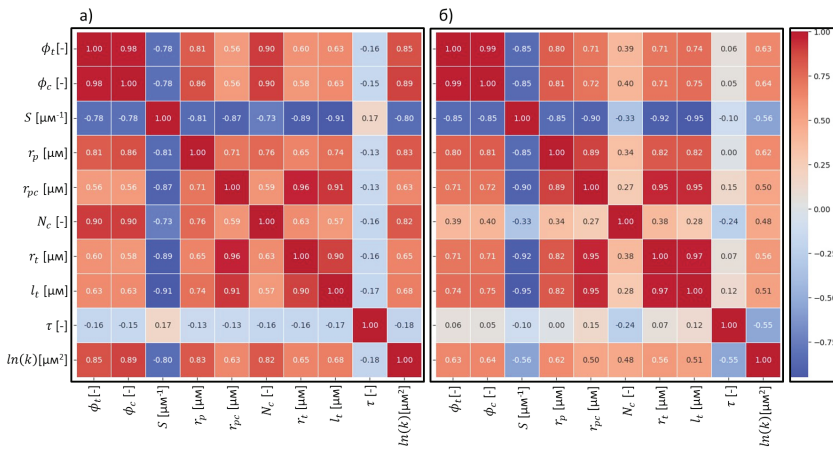 а) б)
ϕt[-] 1.00 0.98 -0.78 0.81 0.56 0.90 0.60 0.63 -0.16 0.85 1.00 0.99 -0.85 0.80 0.71 0.39 0.71 0.74 0.06 0.63 1.00
ϕc [-] 0.98 1.00 -0.78 0.86 0.56 0.90 0.58 0.63 -0.15 0.89 0.99 1.00 -0.85 0.81 0.72 0.40 0.71 0.75 0.05 0.64 0.75
S [μм⁻¹] -0.78 -0.78 1.00 -0.81 -0.87 -0.73 -0.89 -0.91 0.17 -0.80 -0.85 -0.85 1.00 -0.85 -0.90 -0.33 -0.92 -0.95 -0.10 -0.56 0.50
rp [μм] 0.81 0.86 -0.81 1.00 0.71 0.76 0.65 0.74 -0.13 0.83 0.80 0.81 -0.85 1.00 0.89 0.34 0.82 0.82 0.00 0.62 0.25
rpc [μм] 0.56 0.56 -0.87 0.71 1.00 0.59 0.96 0.91 -0.13 0.63 0.71 0.72 -0.90 0.89 1.00 0.27 0.95 0.95 0.15 0.50 0.00
Nc [-] 0.90 0.90 -0.73 0.76 0.59 1.00 0.63 0.57 -0.16 0.82 0.39 0.40 -0.33 0.34 0.27 1.00 0.38 0.28 -0.24 0.48 -0.25
rt [μм] 0.60 0.58 -0.89 0.65 0.96 0.63 1.00 0.90 -0.16 0.65 0.71 0.71 -0.92 0.82 0.95 0.38 1.00 0.97 0.07 0.56
lt [μм] 0.63 0.63 -0.91 0.74 0.91 0.57 0.90 1.00 -0.17 0.68 0.74 0.75 -0.95 0.82 0.95 0.28 0.97 1.00 0.12 0.51 -0.50
τ [-] -0.16 -0.15 0.17 -0.13 -0.13 -0.16 -0.16 -0.17 1.00 -0.18 0.06 0.05 -0.10 0.00 0.15 -0.24 0.07 0.12 1.00 -0.55 -0.75
ln(k)[μм²] 0.85 0.89 -0.80 0.83 0.63 0.82 0.65 0.68 -0.18 1.00 0.63 0.64 -0.56 0.62 0.50 0.48 0.56 0.51 -0.55 1.00
ϕt [-] ϕc [-] S [μм⁻¹] rp [μм] rpc [μм] Nc [-] rt [μм] lt [μм] τ [-] ln(k)[μм²] ϕt [-] ϕc [-] S [μм⁻¹] rp [μм] rpc [μм] Nc [-] rt [μм] lt [μм] τ [-] ln(k)[μм²]